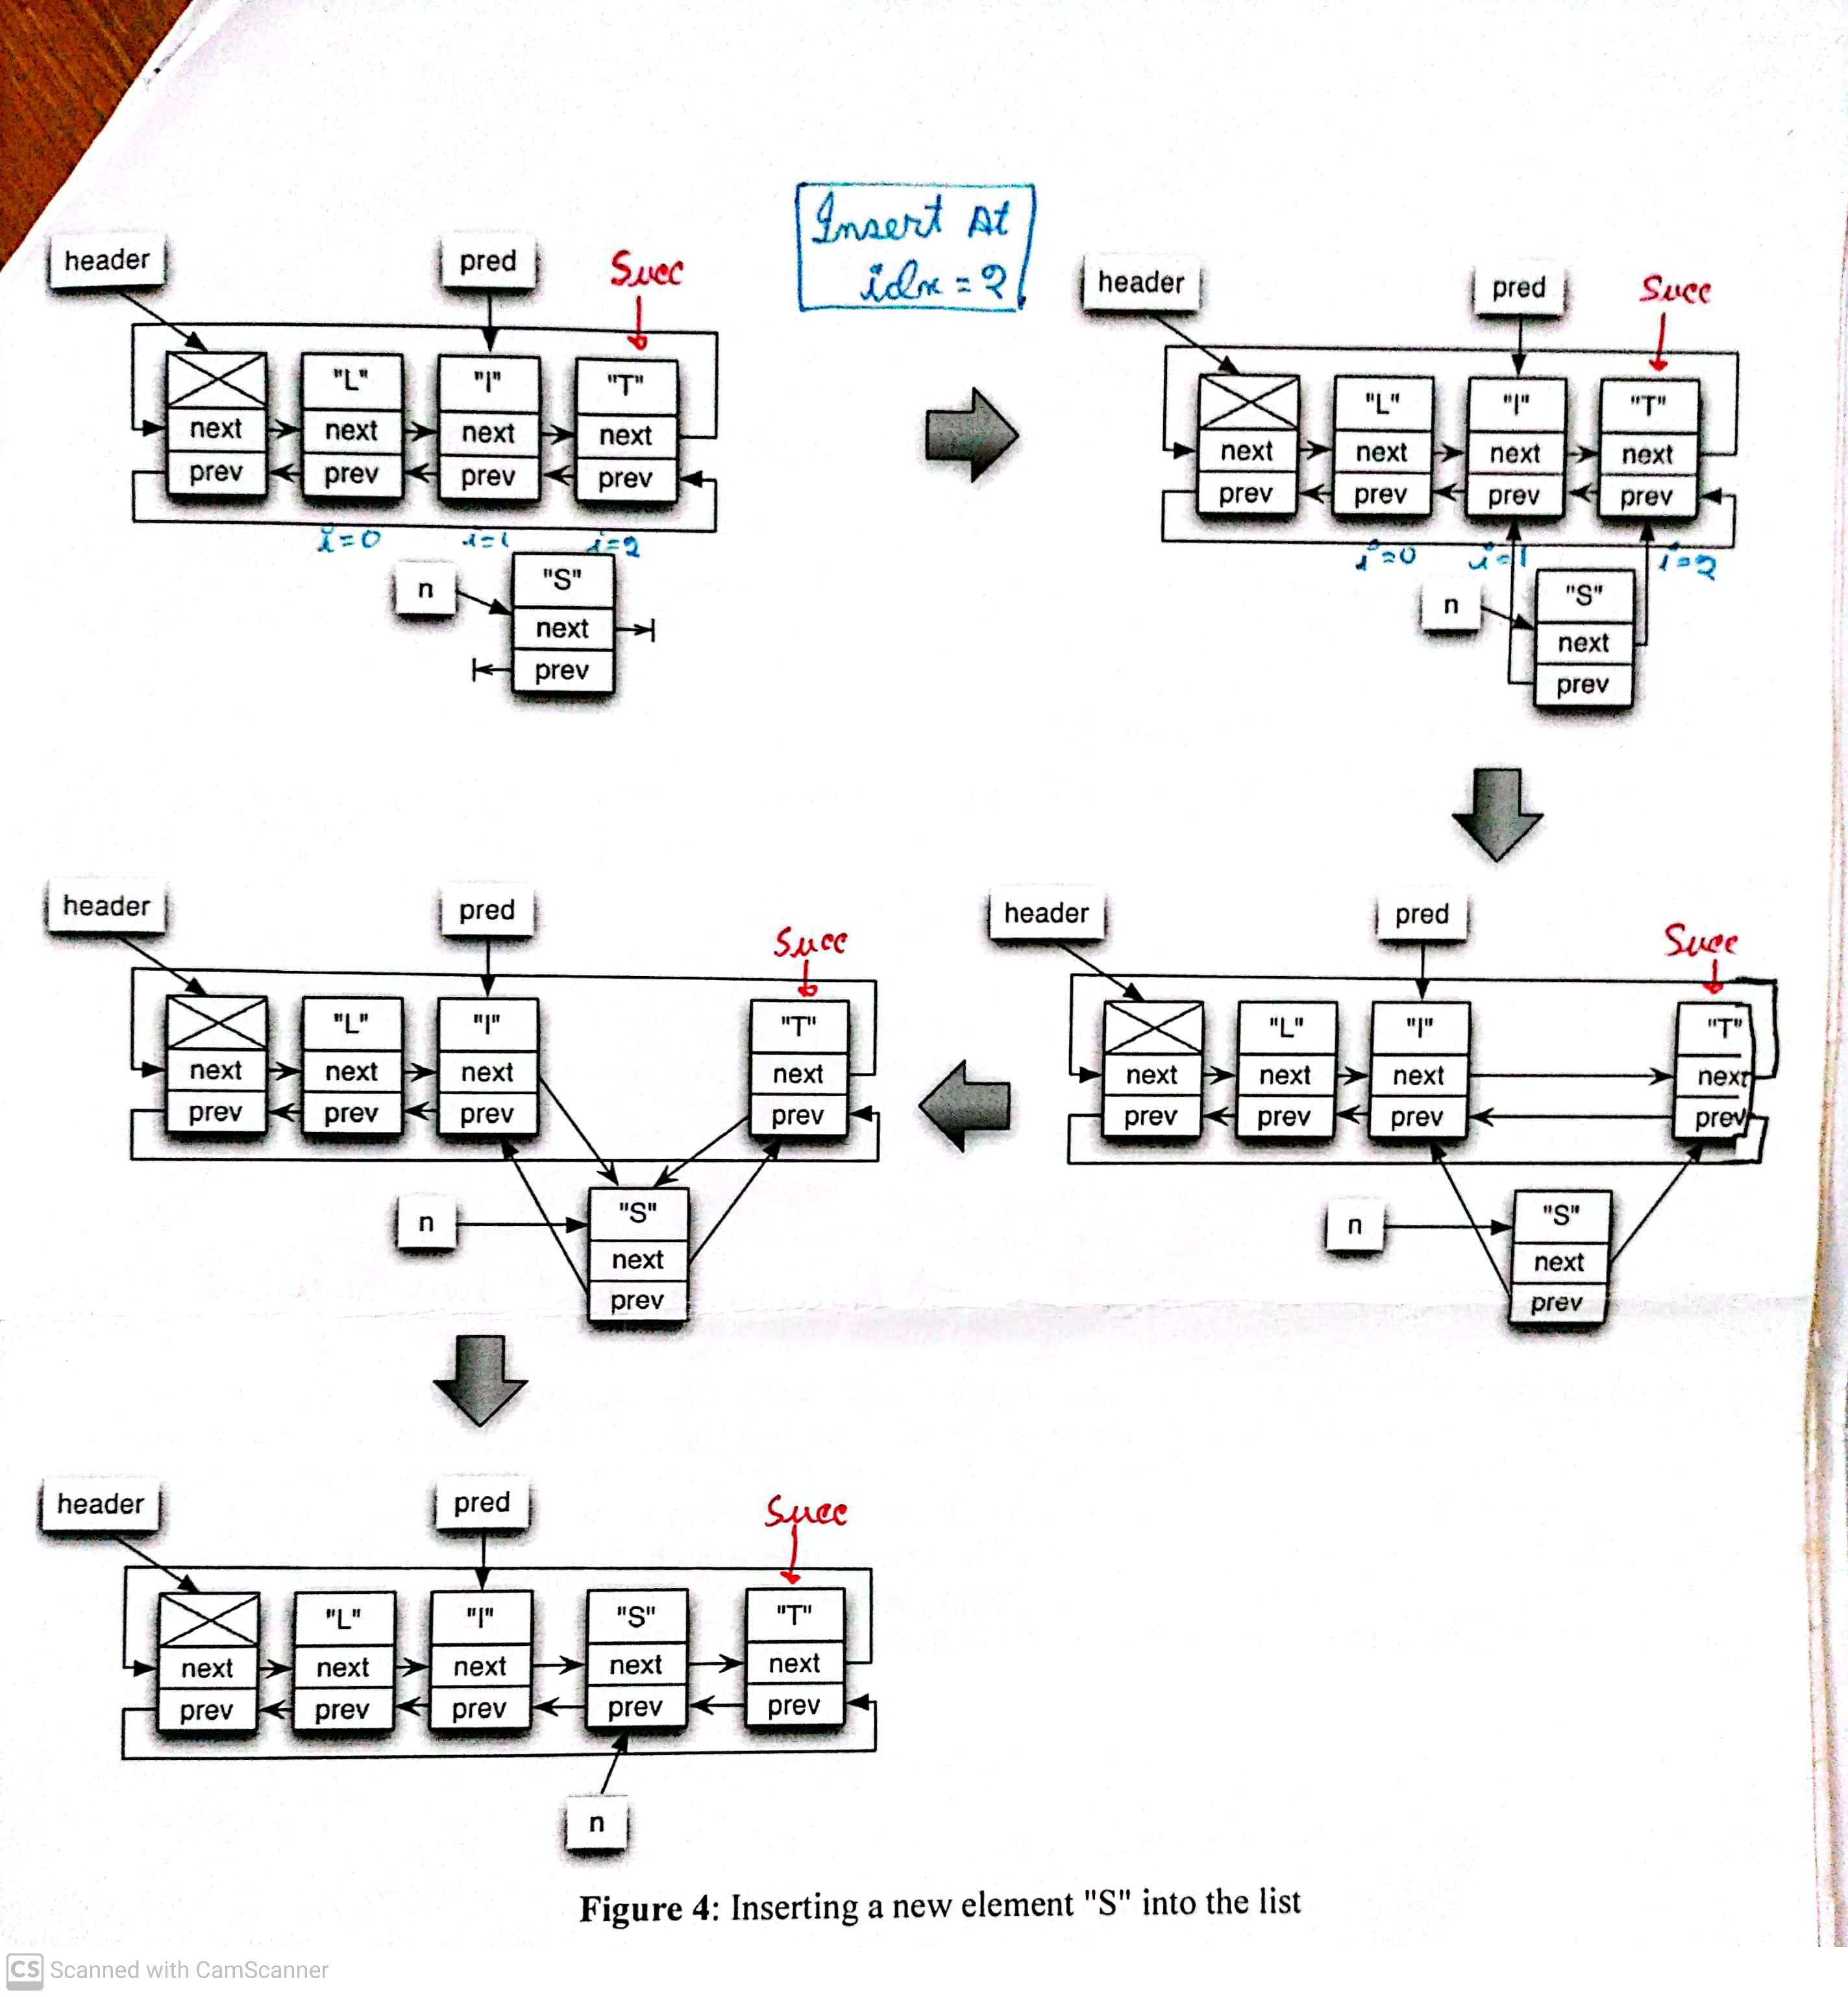 Insert At
idx = 2
header
pred
Succ
"L"
"I"
"T"
next
next
next
next
prev
prev
prev
prev
i=0
i=1
i=2
n
"S"
next
prev
header
pred
Succ
"L"
"I"
"T"
next
next
next
next
prev
prev
prev
prev
i=0
i=1
i=2
n
"S"
next
prev
header
pred
Succ
"L"
"I"
"T"
next
next
next
next
prev
prev
prev
prev
n
"S"
next
prev
header
pred
Succ
"L"
"I"
"T"
next
next
next
next
prev
prev
prev
prev
n
"S"
next
prev
header
pred
Succ
"L"
"I"
"S"
"T"
next
next
next
next
next
prev
prev
prev
prev
prev
n
Figure 4: Inserting a new element "S" into the list
CS Scanned with CamScanner